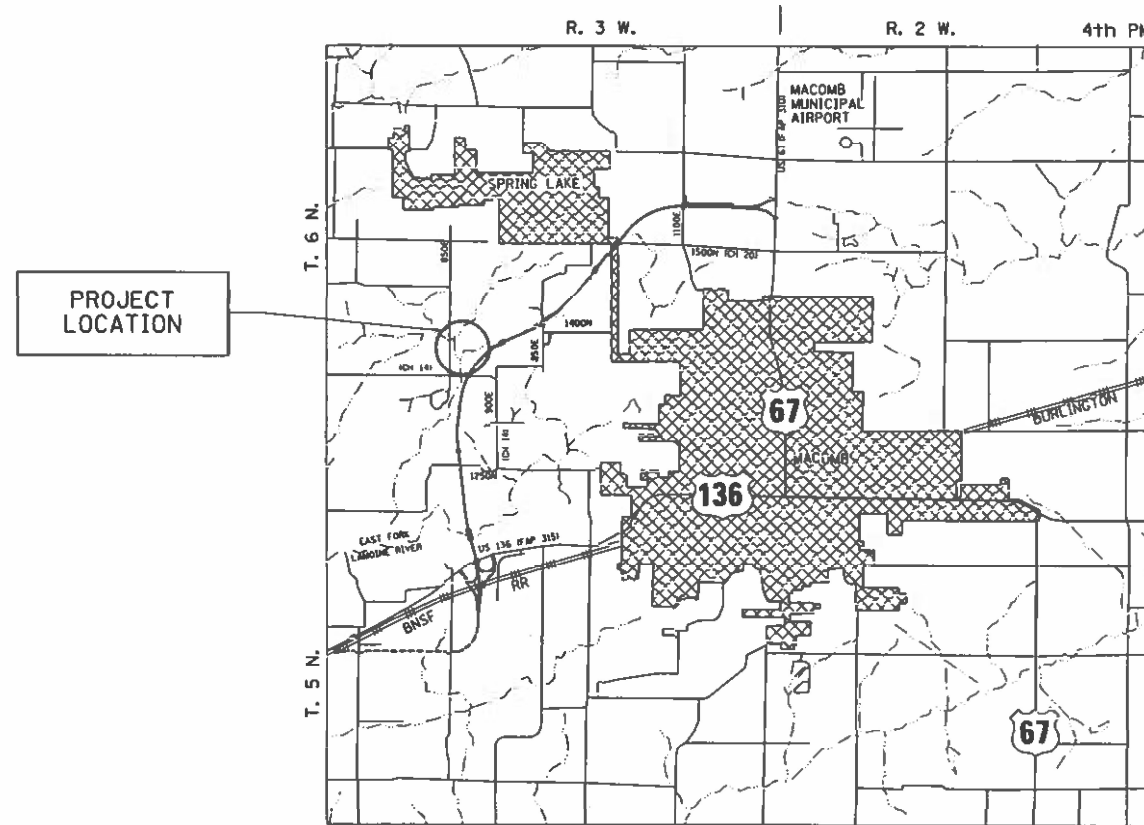 R. 3 W.
R. 2 W.
4th PM
MACOMB
MUNICIPAL
AIRPORT
SPRING LAKE
T. 6 N.
850E
1100E
1500N (CH 20)
PROJECT
LOCATION
1400N
850E
(CH 14)
900E
(CH 14)
67
BURLINGTON
MACOMB
1250N
136
EAST FORK
LAMOINE RIVER
US 136 (FAP 315)
RR
BNSF
T. 5 N.
67